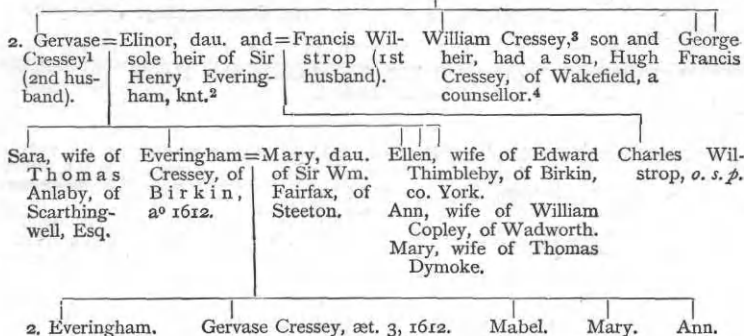 2. Gervase=Elinor, dau. and=Francis Wil- William Cressey,³ son and George
Cressey¹ sole heir of Sir strop (1st heir, had a son, Hugh Francis
(2nd hus- Henry Evering- husband). Cressey, of Wakefield, a
band). ham, knt.² counsellor.⁴
Sara, wife of Everingham=Mary, dau. Ellen, wife of Edward Charles Wil-
Thomas Cressey, of of Sir Wm. Thimbleby, of Birkin, strop, o. s. p.
Anlaby, of Birkin, Fairfax, of co. York.
Scarthing- aº 1612. Steeton. Ann, wife of William
well, Esq. Copley, of Wadworth.
Mary, wife of Thomas
Dymoke.
2. Everingham. Gervase Cressey, æt. 3, 1612. Mabel. Mary. Ann.